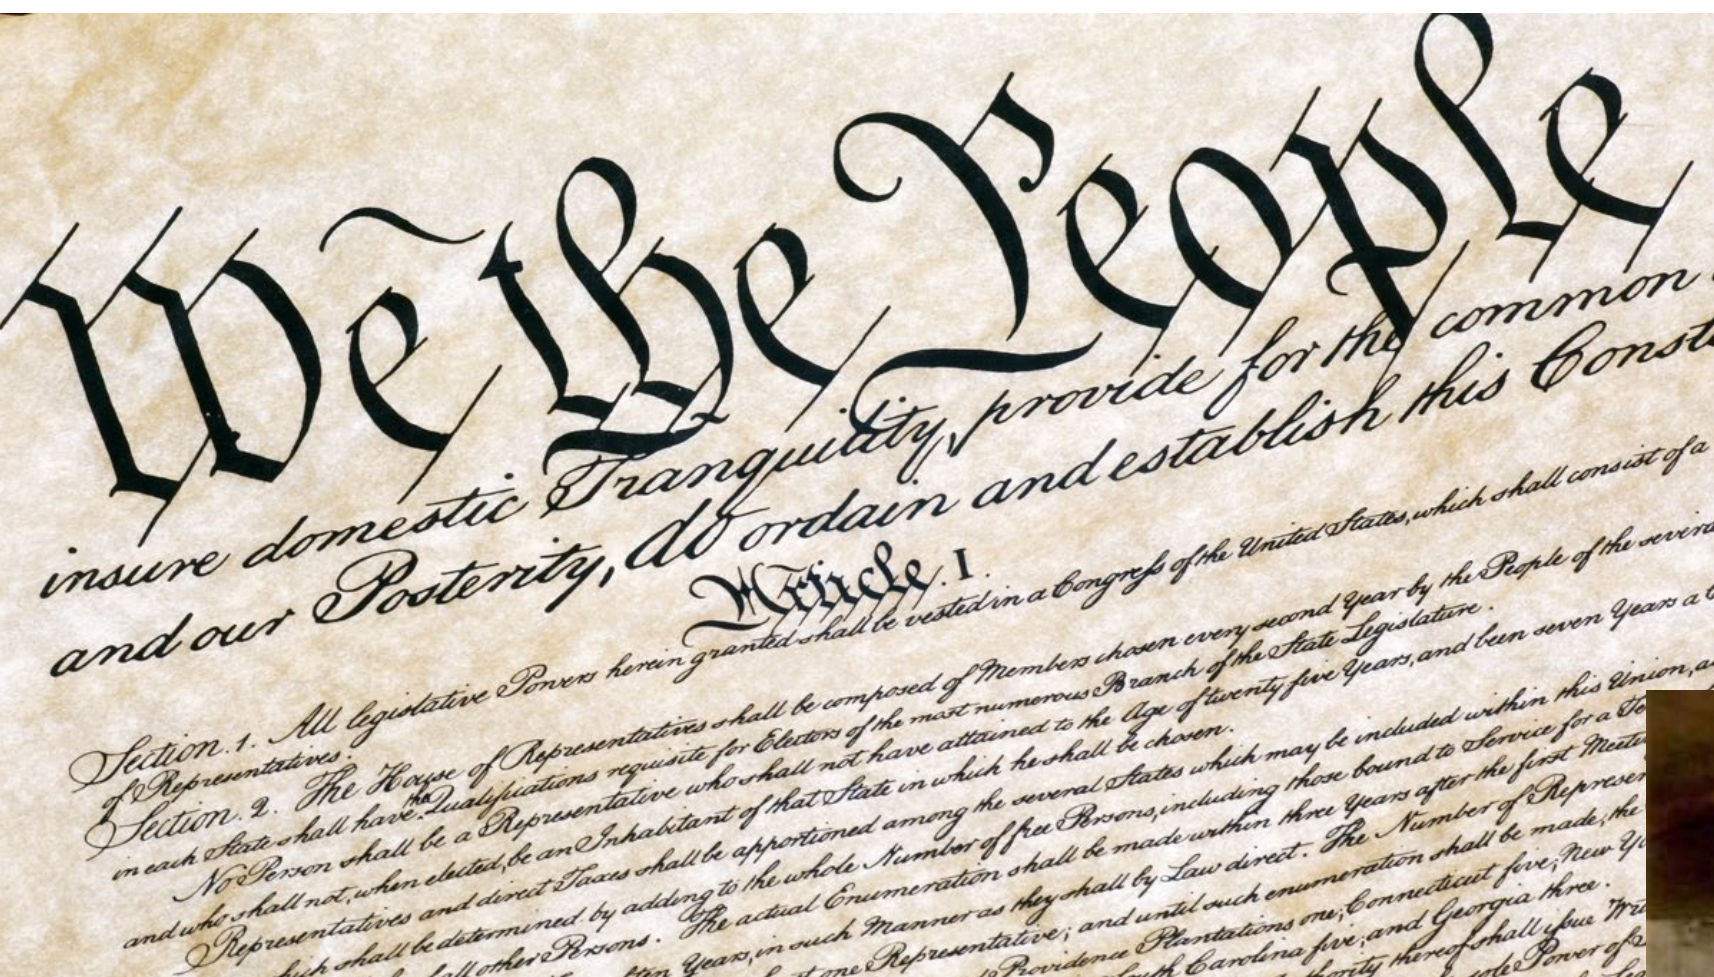 We the People
insure domestic Tranquility, provide for the common
and our Posterity, do ordain and establish this Const
Article. I.
Section. 1. All legislative Powers herein granted shall be vested in a Congress of the United States, which shall consist of a
of Representatives.
Section. 2. The House of Representatives shall be composed of Members chosen every second Year by the People of the severa
in each State shall have the Qualifications requisite for Electors of the most numerous Branch of the State Legislature.
No Person shall be a Representative who shall not have attained to the Age of twenty five Years, and been seven Years a
and who shall not, when elected, be an Inhabitant of that State in which he shall be chosen.
Representatives and direct Taxes shall be apportioned among the several States which may be included within this Union, a
shall be determined by adding to the whole Number of free Persons, including those bound to Service for a Te
all other Persons. The actual Enumeration shall be made within three Years after the first Meeti
ten Years, in such Manner as they shall by Law direct. The Number of Represen
one Representative; and until such enumeration shall be made, the
Providence Plantations one, Connecticut five, New Yo
Carolina five, and Georgia three.
thereof shall issue Wri
Power of